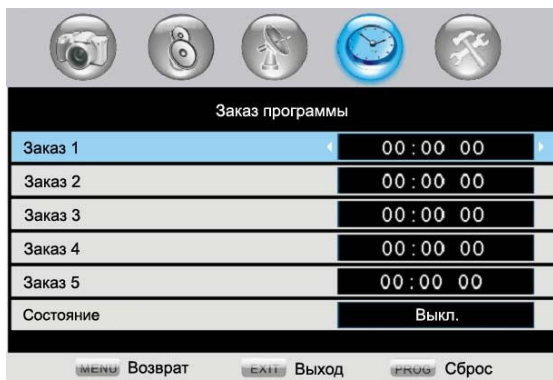 Заказ программы
Заказ 1 00:00 00
Заказ 2 00:00 00
Заказ 3 00:00 00
Заказ 4 00:00 00
Заказ 5 00:00 00
Состояние Выкл.
MENU Возврат EXIT Выход PROG Сброс